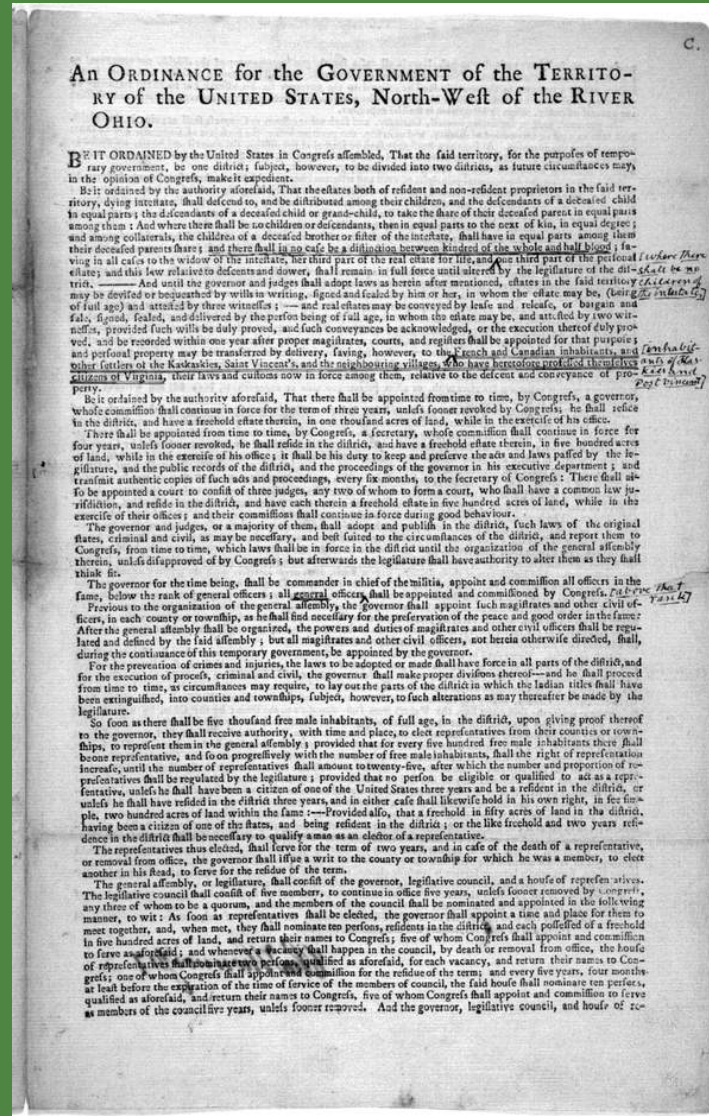 C.
An ORDINANCE for the GOVERNMENT of the TERRITO-
RY of the UNITED STATES, North-Weſt of the RIVER
OHIO.
BE IT ORDAINED by the United States in Congreſs aſſembled, That the ſaid territory, for the purpoſes of tempo-
rary government, be one diſtrict; ſubject, however, to be divided into two diſtricts, as future circumſtances may,
in the opinion of Congreſs, make it expedient.
Be it ordained by the authority aforeſaid, That the eſtates both of reſident and non-reſident proprietors in the ſaid ter-
ritory, dying inteſtate, ſhall deſcend to, and be diſtributed among their children, and the deſcendants of a deceaſed child
in equal parts; the deſcendants of a deceaſed child or grand-child, to take the ſhare of their deceaſed parent in equal parts
among them: And where there ſhall be no children or deſcendants, then in equal parts to the next of kin, in equal degree;
and among collaterals, the children of a deceaſed brother or ſiſter of the inteſtate, ſhall have in equal parts among them
their deceaſed parents ſhare; and there ſhall in no caſe be a diſtinction between kindred of the whole and half blood; ſa-
ving in all caſes to the widow of the inteſtate, her third part of the real eſtate for life, and one third part of the perſonal
eſtate; and this law relative to deſcents and dower, ſhall remain in full force until altered by the legiſlature of the diſ-
trict. —— And until the governor and judges ſhall adopt laws as herein after mentioned, eſtates in the ſaid territory
may be deviſed or bequeathed by wills in writing, ſigned and ſealed by him or her, in whom the eſtate may be, (being
of full age) and atteſted by three witneſſes; — and real eſtates may be conveyed by leaſe and releaſe, or bargain and
ſale, ſigned, ſealed, and delivered by the perſon being of full age, in whom the eſtate may be, and atteſted by two wit-
neſſes, provided ſuch wills be duly proved, and ſuch conveyances be acknowledged, or the execution thereof duly pro-
ved, and be recorded within one year after proper magiſtrates, courts, and regiſters ſhall be appointed for that purpoſe;
and perſonal property may be transferred by delivery, ſaving, however, to the French and Canadian inhabitants, and
other ſettlers of the Kaſkaſkies, Saint Vincent's, and the neighbouring villages, who have heretofore profeſſed themſelves
citizens of Virginia, their laws and cuſtoms now in force among them, relative to the deſcent and conveyance of pro-
perty.
[where there
shall be no
children of
the intestate,]
[inhabit-
ants of Kas-
kies and
Post Vincent]
Be it ordained by the authority aforeſaid, That there ſhall be appointed from time to time, by Congreſs, a governor,
whoſe commiſſion ſhall continue in force for the term of three years, unleſs ſooner revoked by Congreſs; he ſhall reſide
in the diſtrict, and have a freehold eſtate therein, in one thouſand acres of land, while in the exerciſe of his office.
There ſhall be appointed from time to time, by Congreſs, a ſecretary, whoſe commiſſion ſhall continue in force for
four years, unleſs ſooner revoked, he ſhall reſide in the diſtrict, and have a freehold eſtate therein, in five hundred acres
of land, while in the exerciſe of his office; it ſhall be his duty to keep and preſerve the acts and laws paſſed by the le-
giſlature, and the public records of the diſtrict, and the proceedings of the governor in his executive department; and
tranſmit authentic copies of ſuch acts and proceedings, every ſix months, to the ſecretary of Congreſs: There ſhall al-
ſo be appointed a court to conſiſt of three judges, any two of whom to form a court, who ſhall have a common law ju-
riſdiction, and reſide in the diſtrict, and have each therein a freehold eſtate in five hundred acres of land, while in the
exerciſe of their offices; and their commiſſions ſhall continue in force during good behaviour.
The governor and judges, or a majority of them, ſhall adopt and publiſh in the diſtrict, ſuch laws of the original
ſtates, criminal and civil, as may be neceſſary, and beſt ſuited to the circumſtances of the diſtrict, and report them to
Congreſs, from time to time, which laws ſhall be in force in the diſtrict until the organization of the general aſſembly
therein, unleſs diſapproved of by Congreſs; but afterwards the legiſlature ſhall have authority to alter them as they ſhall
think fit.
The governor for the time being, ſhall be commander in chief of the militia, appoint and commiſſion all officers in the
ſame, below the rank of general officers; all general officers ſhall be appointed and commiſſioned by Congreſs. [above that
rank]
Previous to the organization of the general aſſembly, the governor ſhall appoint ſuch magiſtrates and other civil of-
ficers, in each county or townſhip, as he ſhall find neceſſary for the preſervation of the peace and good order in the ſame:
After the general aſſembly ſhall be organized, the powers and duties of magiſtrates and other civil officers ſhall be regu-
lated and defined by the ſaid aſſembly; but all magiſtrates and other civil officers, not herein otherwiſe directed, ſhall,
during the continuance of this temporary government, be appointed by the governor.
For the prevention of crimes and injuries, the laws to be adopted or made ſhall have force in all parts of the diſtrict, and
for the execution of proceſs, criminal and civil, the governor ſhall make proper diviſions thereof—and he ſhall proceed
from time to time, as circumſtances may require, to lay out the parts of the diſtrict in which the Indian titles ſhall have
been extinguiſhed, into counties and townſhips, ſubject, however, to ſuch alterations as may thereafter be made by the
legiſlature.
So ſoon as there ſhall be five thouſand free male inhabitants, of full age, in the diſtrict, upon giving proof thereof
to the governor, they ſhall receive authority, with time and place, to elect repreſentatives from their counties or town-
ſhips, to repreſent them in the general aſſembly; provided that for every five hundred free male inhabitants there ſhall
be one repreſentative, and ſo on progreſſively with the number of free male inhabitants, ſhall the right of repreſentation
increaſe, until the number of repreſentatives ſhall amount to twenty-five, after which the number and proportion of re-
preſentatives ſhall be regulated by the legiſlature; provided that no perſon be eligible or qualified to act as a repre-
ſentative, unleſs he ſhall have been a citizen of one of the United States three years and be a reſident in the diſtrict, or
unleſs he ſhall have reſided in the diſtrict three years, and in either caſe ſhall likewiſe hold in his own right, in fee ſim-
ple, two hundred acres of land within the ſame:—Provided alſo, that a freehold in fifty acres of land in the diſtrict,
having been a citizen of one of the ſtates, and being reſident in the diſtrict; or the like freehold and two years reſi-
dence in the diſtrict ſhall be neceſſary to qualify a man as an elector of a repreſentative.
The repreſentatives thus elected, ſhall ſerve for the term of two years, and in caſe of the death of a repreſentative,
or removal from office, the governor ſhall iſſue a writ to the county or townſhip for which he was a member, to elect
another in his ſtead, to ſerve for the reſidue of the term.
The general aſſembly, or legiſlature, ſhall conſiſt of the governor, legiſlative council, and a houſe of repreſentatives.
The legiſlative council ſhall conſiſt of five members, to continue in office five years, unleſs ſooner removed by Congreſs,
any three of whom to be a quorum, and the members of the council ſhall be nominated and appointed in the following
manner, to wit: As ſoon as repreſentatives ſhall be elected, the governor ſhall appoint a time and place for them to
meet together, and, when met, they ſhall nominate ten perſons, reſidents in the diſtrict, and each poſſeſſed of a freehold
in five hundred acres of land, and return their names to Congreſs; five of whom Congreſs ſhall appoint and commiſſion
to ſerve as aforeſaid; and whenever a vacancy ſhall happen in the council, by death or removal from office, the houſe
of repreſentatives ſhall nominate two perſons, qualified as aforeſaid, for each vacancy, and return their names to Con-
greſs; one of whom Congreſs ſhall appoint and commiſſion for the reſidue of the term; and every five years, four months
at leaſt before the expiration of the time of ſervice of the members of council, the ſaid houſe ſhall nominate ten perſons,
qualified as aforeſaid, and return their names to Congreſs, five of whom Congreſs ſhall appoint and commiſſion to ſerve
as members of the council five years, unleſs ſooner removed. And the governor, legiſlative council, and houſe of re-